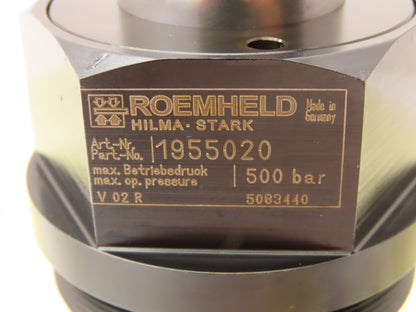 ROEMHELD
HILMA · STARK
Made in
Germany
Art.-Nr.
Part.-No. 1955020
max. Betriebsdruck
max. op. pressure 500 bar
V 02 R 5083440